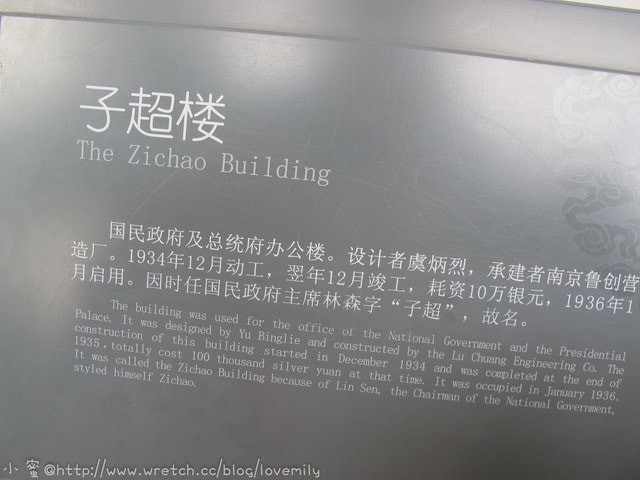 子超楼
The Zichao Building
国民政府及总统府办公楼。设计者虞炳烈，承建者南京鲁创营
造厂。1934年12月动工，翌年12月竣工，耗资10万银元，1936年1
月启用。因时任国民政府主席林森字“子超”，故名。
The building was used for the office of the National Government and the Presidential
Palace. It was designed by Yu Binglie and constructed by the Lu Chuang Engineering Co. The
construction of this building started in December 1934 and was completed at the end of
1935, totally cost 100 thousand silver yuan at that time. It was occupied in January 1936.
It was called the Zichao Building because of Lin Sen, the Chairman of the National Government,
styled himself Zichao.
小蜜@http://www.wretch.cc/blog/lovemily